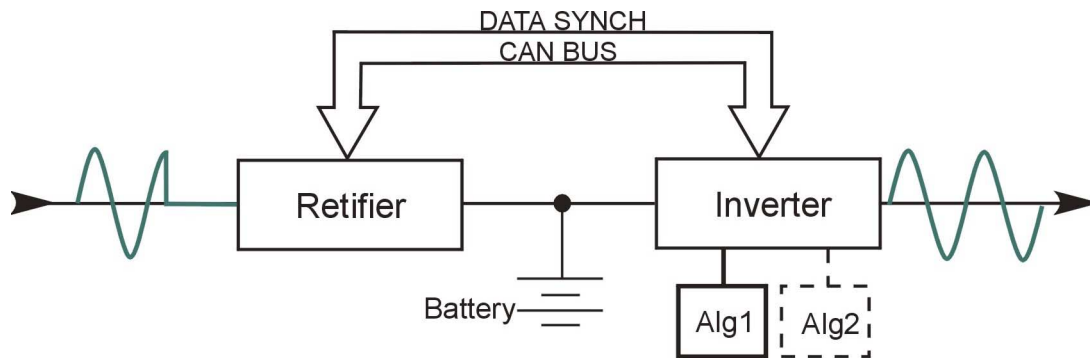 DATA SYNCH
CAN BUS
Retifier
Inverter
Battery
Alg1
Alg2